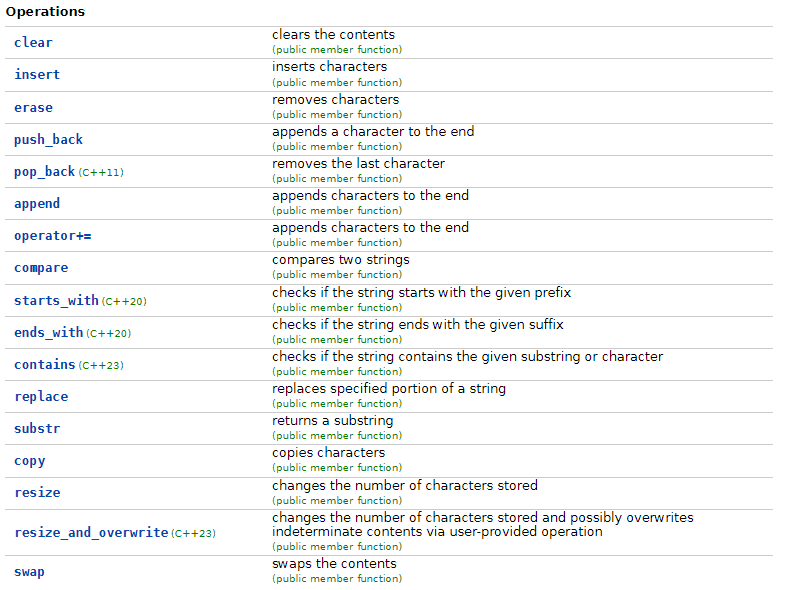 Operations
clear
clears the contents
(public member function)
insert
inserts characters
(public member function)
erase
removes characters
(public member function)
push_back
appends a character to the end
(public member function)
pop_back (C++11)
removes the last character
(public member function)
append
appends characters to the end
(public member function)
operator+=
appends characters to the end
(public member function)
compare
compares two strings
(public member function)
starts_with (C++20)
checks if the string starts with the given prefix
(public member function)
ends_with (C++20)
checks if the string ends with the given suffix
(public member function)
contains (C++23)
checks if the string contains the given substring or character
(public member function)
replace
replaces specified portion of a string
(public member function)
substr
returns a substring
(public member function)
copy
copies characters
(public member function)
resize
changes the number of characters stored
(public member function)
resize_and_overwrite (C++23)
changes the number of characters stored and possibly overwrites
indeterminate contents via user-provided operation
(public member function)
swap
swaps the contents
(public member function)